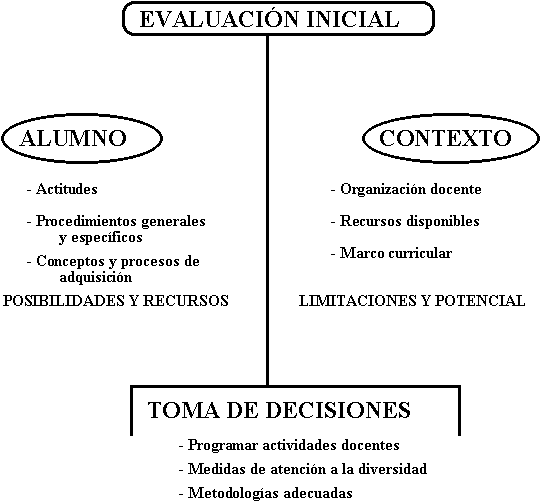 EVALUACIÓN INICIAL
ALUMNO
- Actitudes
- Procedimientos generales
y específicos
- Conceptos y procesos de
adquisición
POSIBILIDADES Y RECURSOS
CONTEXTO
- Organización docente
- Recursos disponibles
- Marco curricular
LIMITACIONES Y POTENCIAL
TOMA DE DECISIONES
- Programar actividades docentes
- Medidas de atención a la diversidad
- Metodologías adecuadas